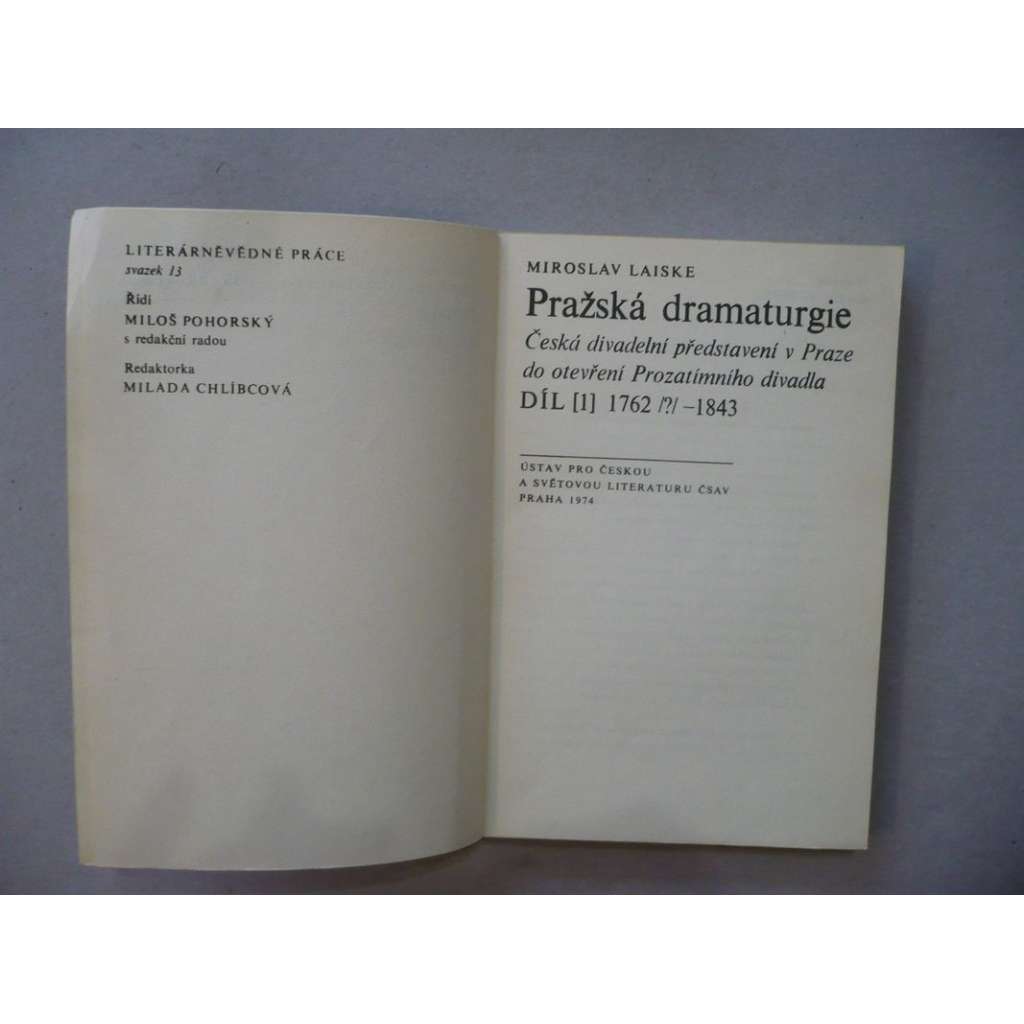 LITERÁRNĚVĚDNÉ PRÁCE
svazek 13
Řídí
MILOŠ POHORSKÝ
s redakční radou
Redaktorka
MILADA CHLÍBCOVÁ
MIROSLAV LAISKE
Pražská dramaturgie
Česká divadelní představení v Praze
do otevření Prozatímního divadla
DÍL [1] 1762 /?/ –1843
ÚSTAV PRO ČESKOU
A SVĚTOVOU LITERATURU ČSAV
PRAHA 1974